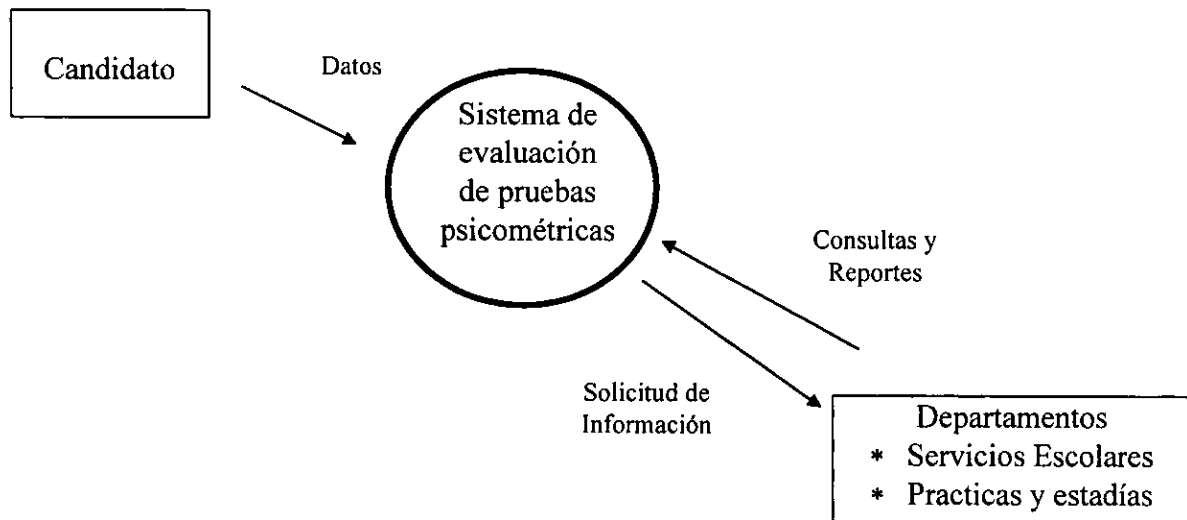 Candidato
Datos
Sistema de
evaluación
de pruebas
psicométricas
Consultas y
Reportes
Solicitud de
Información
Departamentos
* Servicios Escolares
* Practicas y estadías